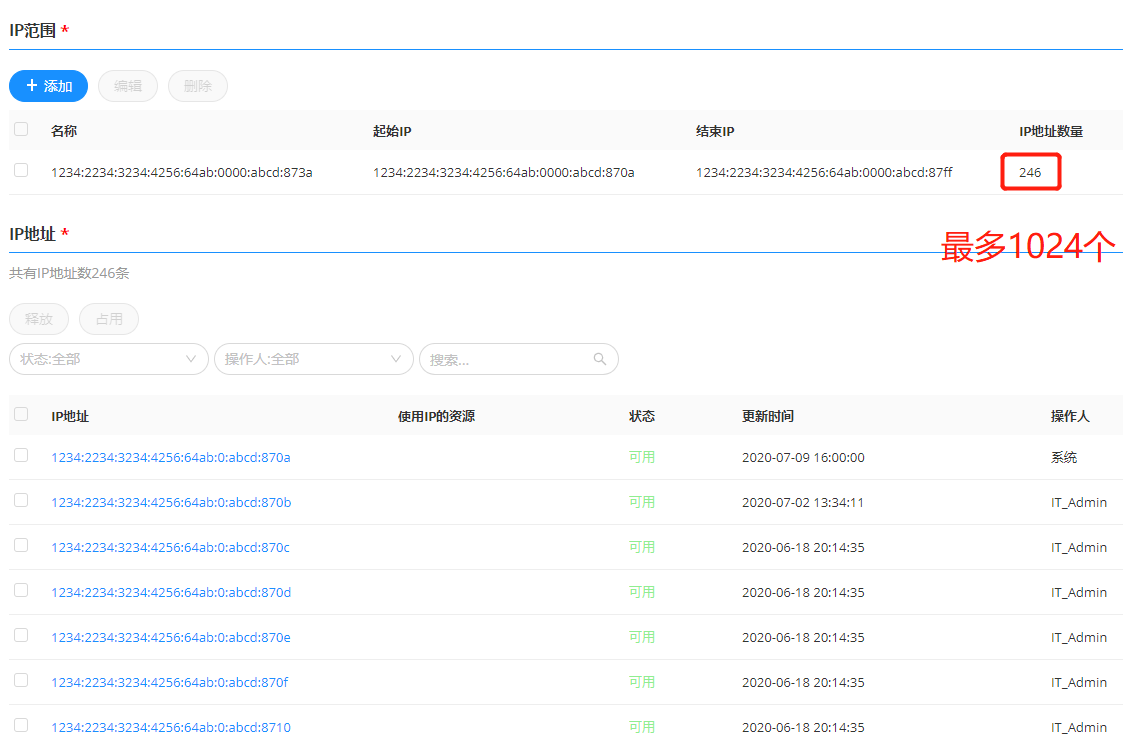 IP范围 *
+ 添加 编辑 删除
名称 起始IP 结束IP IP地址数量
1234:2234:3234:4256:64ab:0000:abcd:873a 1234:2234:3234:4256:64ab:0000:abcd:870a 1234:2234:3234:4256:64ab:0000:abcd:87ff 246
IP地址 *
最多1024个
共有IP地址数246条
释放 占用
状态:全部 操作人:全部 搜索...
IP地址 使用IP的资源 状态 更新时间 操作人
1234:2234:3234:4256:64ab:0:abcd:870a 可用 2020-07-09 16:00:00 系统
1234:2234:3234:4256:64ab:0:abcd:870b 可用 2020-07-02 13:34:11 IT_Admin
1234:2234:3234:4256:64ab:0:abcd:870c 可用 2020-06-18 20:14:35 IT_Admin
1234:2234:3234:4256:64ab:0:abcd:870d 可用 2020-06-18 20:14:35 IT_Admin
1234:2234:3234:4256:64ab:0:abcd:870e 可用 2020-06-18 20:14:35 IT_Admin
1234:2234:3234:4256:64ab:0:abcd:870f 可用 2020-06-18 20:14:35 IT_Admin
1234:2234:3234:4256:64ab:0:abcd:8710 可用 2020-06-18 20:14:35 IT_Admin